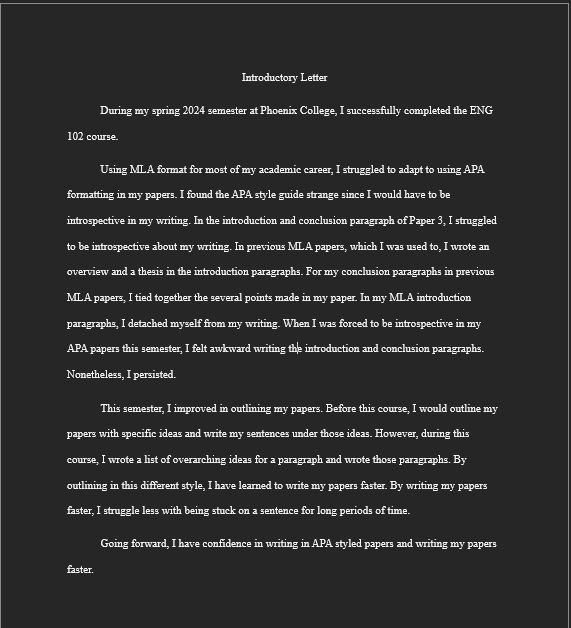 Introductory Letter
During my spring 2024 semester at Phoenix College, I successfully completed the ENG
102 course.
Using MLA format for most of my academic career, I struggled to adapt to using APA
formatting in my papers. I found the APA style guide strange since I would have to be
introspective in my writing. In the introduction and conclusion paragraph of Paper 3, I struggled
to be introspective about my writing. In previous MLA papers, which I was used to, I wrote an
overview and a thesis in the introduction paragraphs. For my conclusion paragraphs in previous
MLA papers, I tied together the several points made in my paper. In my MLA introduction
paragraphs, I detached myself from my writing. When I was forced to be introspective in my
APA papers this semester, I felt awkward writing the introduction and conclusion paragraphs.
Nonetheless, I persisted.
This semester, I improved in outlining my papers. Before this course, I would outline my
papers with specific ideas and write my sentences under those ideas. However, during this
course, I wrote a list of overarching ideas for a paragraph and wrote those paragraphs. By
outlining in this different style, I have learned to write my papers faster. By writing my papers
faster, I struggle less with being stuck on a sentence for long periods of time.
Going forward, I have confidence in writing in APA styled papers and writing my papers
faster.